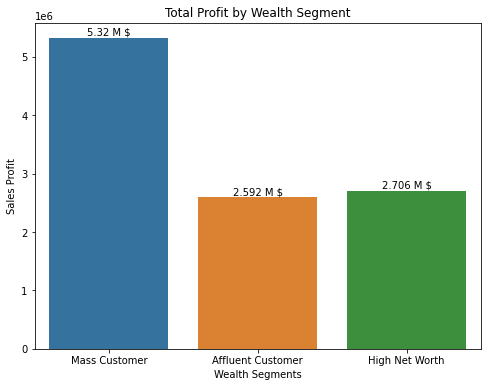 Total Profit by Wealth Segment
1e6
5.32 M $
2.592 M $
2.706 M $
5
4
3
2
1
0
Sales Profit
Mass Customer
Affluent Customer
High Net Worth
Wealth Segments